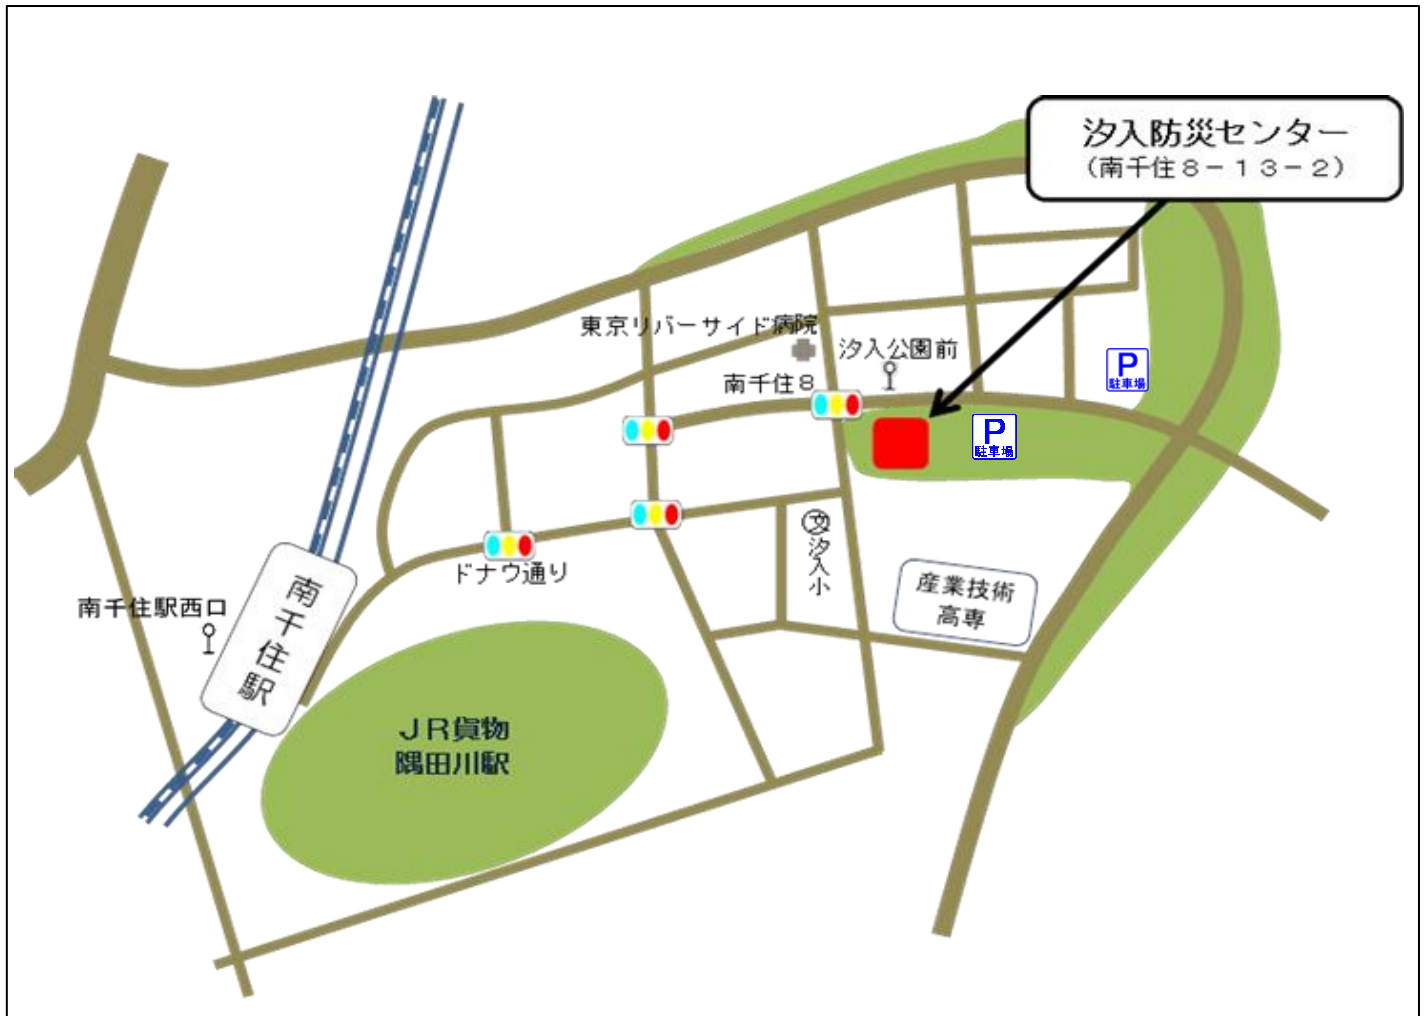 汐入防災センター
（南千住８－１３－２）
東京リバーサイド病院
汐入公園前
南千住８
P
駐車場
P
駐車場
文
汐入小
ドナウ通り
産業技術
高専
南千住駅西口
南千住駅
ＪＲ貨物
隅田川駅